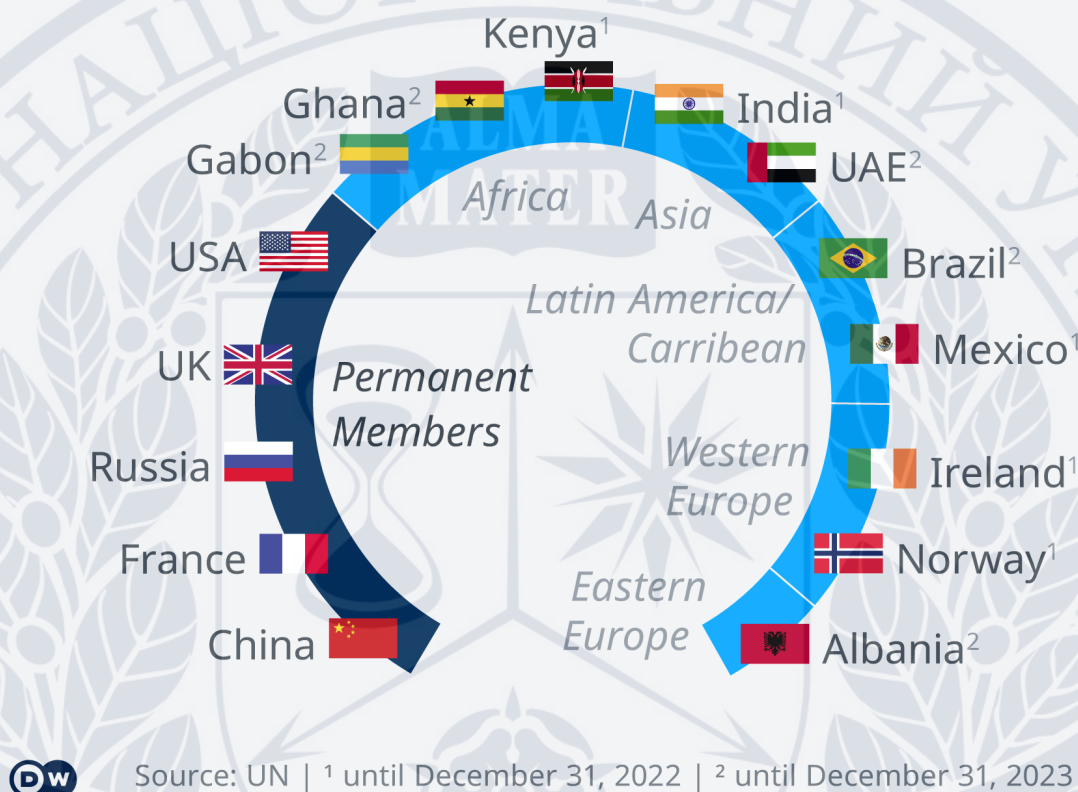 Kenya¹
Ghana²
India¹
Gabon²
UAE²
Africa
Asia
USA
Brazil²
Latin America/
Carribean
UK
Mexico¹
Permanent
Members
Western
Europe
Russia
Ireland¹
France
Norway¹
Eastern
Europe
China
Albania²
DW
Source: UN | ¹ until December 31, 2022 | ² until December 31, 2023
ALMA
MATER